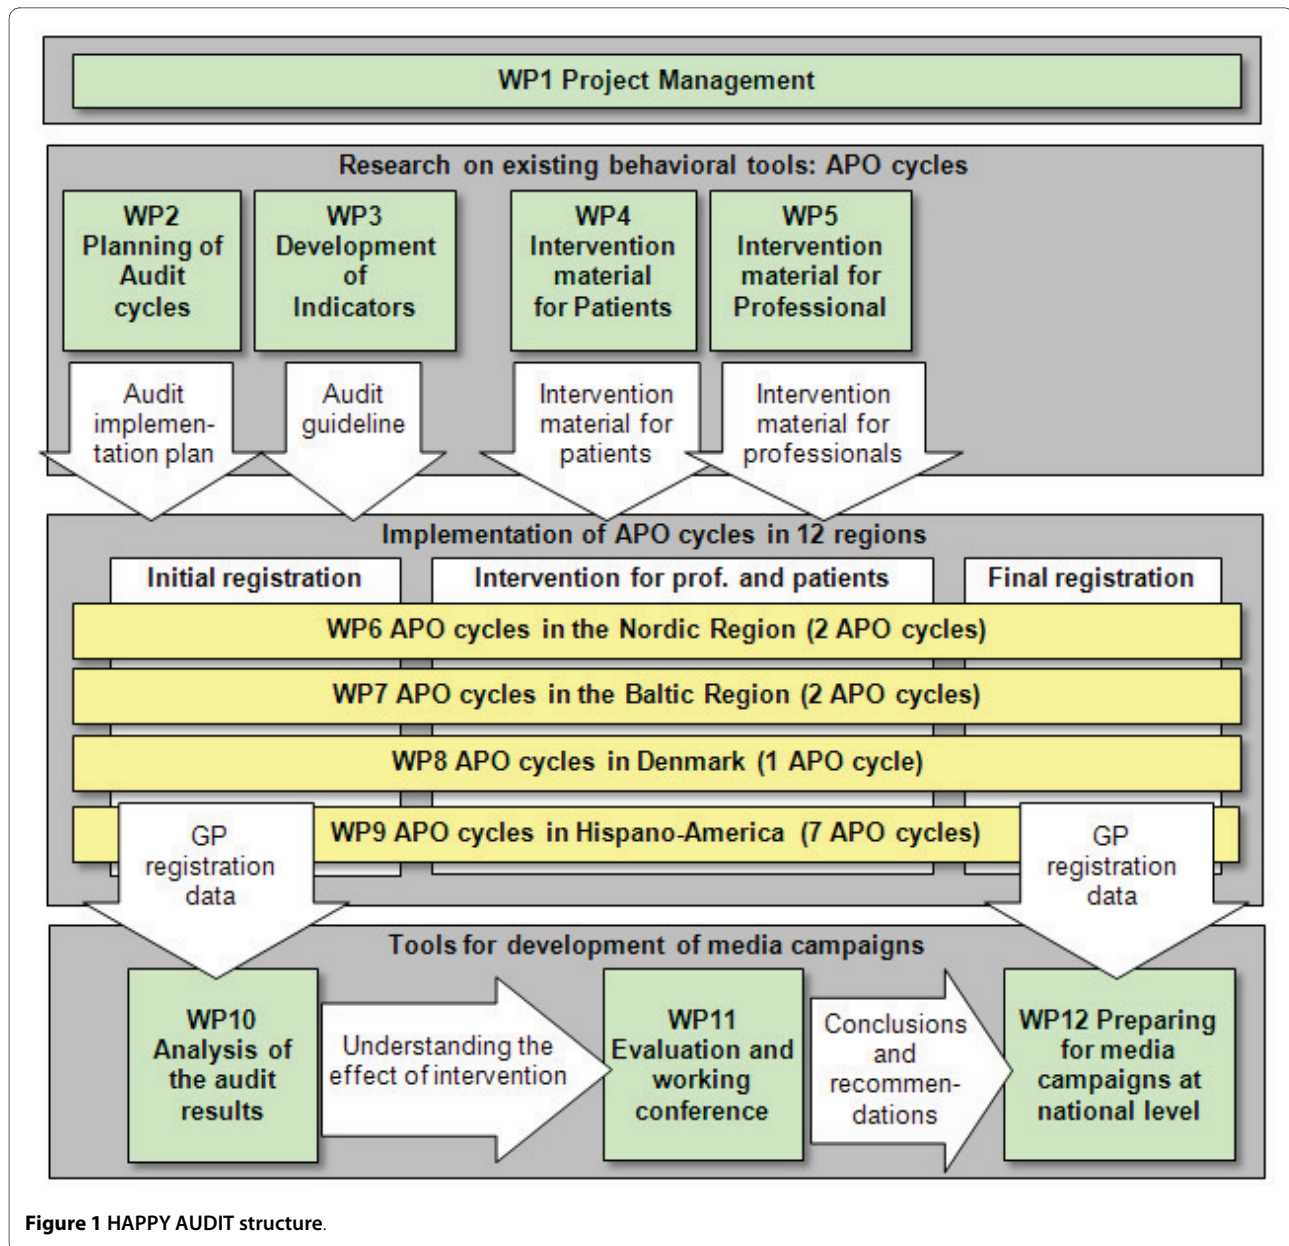 WP1 Project Management
Research on existing behavioral tools: APO cycles
WP2
Planning of
Audit
cycles
WP3
Development
of
Indicators
WP4
Intervention
material
for Patients
WP5
Intervention
material for
Professional
Audit
implemen-
tation plan
Audit
guideline
Intervention
material for
patients
Intervention
material for
professionals
Implementation of APO cycles in 12 regions
Initial registration
Intervention for prof. and patients
Final registration
WP6 APO cycles in the Nordic Region (2 APO cycles)
WP7 APO cycles in the Baltic Region (2 APO cycles)
WP8 APO cycles in Denmark (1 APO cycle)
WP9 APO cycles in Hispano-America (7 APO cycles)
GP
registration
data
GP
registration
data
Tools for development of media campaigns
WP10
Analysis of
the audit
results
Understanding the
effect of intervention
WP11
Evaluation and
working
conference
Conclusions
and
recommen-
dations
WP12 Preparing
for media
campaigns at
national level
Figure 1 HAPPY AUDIT structure.